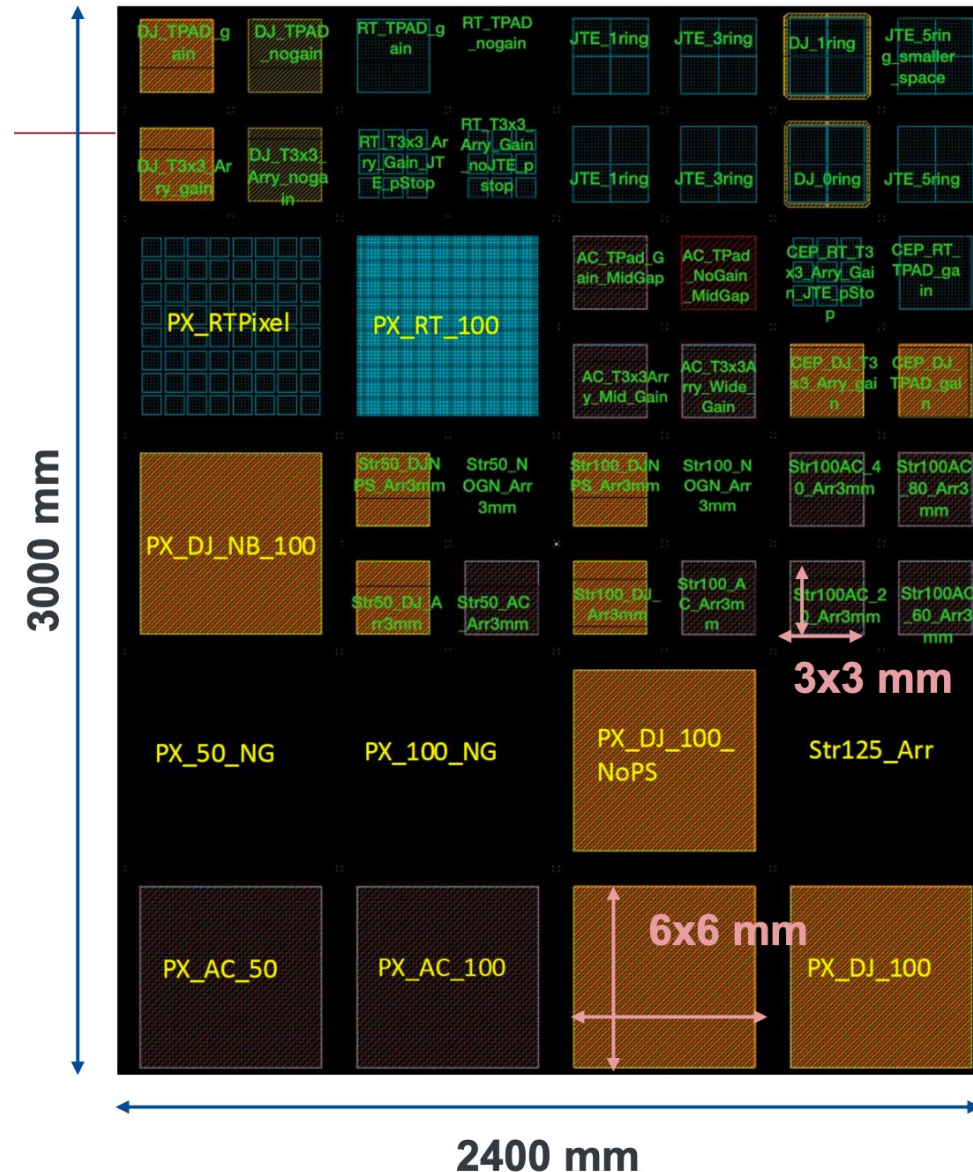 DJ_TPAD_g
ain
DJ_TPAD
_nogain
RT_TPAD_g
ain
RT_TPAD
_nogain
JTE_1ring
JTE_3ring
DJ_1ring
JTE_5rin
g_smaller
_space
DJ_T3x3_Ar
ry_gain
DJ_T3x3_
Arry_nogai
n
RT_T3x3_Ar
ry_Gain_JT
E_pStop
RT_T3x3_
Arry_Gain
_noJTE_p
stop
JTE_1ring
JTE_3ring
DJ_0ring
JTE_5ring
PX_RTPixel
PX_RT_100
AC_TPad_G
ain_MidGap
AC_TPad
_NoGain
_MidGap
CEP_RT_T3
x3_Arry_Gai
n_JTE_pSto
p
CEP_RT_
TPAD_ga
in
AC_T3x3Arr
y_Mid_Gain
AC_T3x3A
rry_Wide_
Gain
CEP_DJ_T3
x3_Arry_gai
n
CEP_DJ_
TPAD_gai
n
PX_DJ_NB_100
Str50_DJN
PS_Arr3mm
Str50_N
OGN_Arr
3mm
Str100_DJN
PS_Arr3mm
Str100_N
OGN_Arr
3mm
Str100AC_4
0_Arr3mm
Str100AC
_80_Arr3
mm
Str50_DJ_A
rr3mm
Str50_AC
_Arr3mm
Str100_DJ_
Arr3mm
Str100_A
C_Arr3m
m
Str100AC_2
0_Arr3mm
Str100AC
_60_Arr3
mm
3x3 mm
3000 mm
PX_50_NG
PX_100_NG
PX_DJ_100_
NoPS
Str125_Arr
PX_AC_50
PX_AC_100
6x6 mm
PX_DJ_100
2400 mm